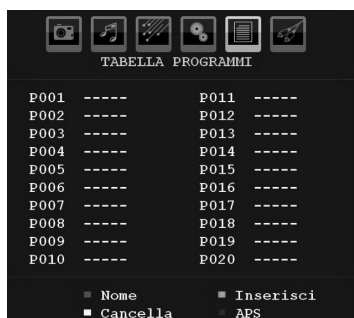 TABELLA PROGRAMMI
P001 ----- P011 -----
P002 ----- P012 -----
P003 ----- P013 -----
P004 ----- P014 -----
P005 ----- P015 -----
P006 ----- P016 -----
P007 ----- P017 -----
P008 ----- P018 -----
P009 ----- P019 -----
P010 ----- P020 -----
Nome Inserisci
Cancella APS